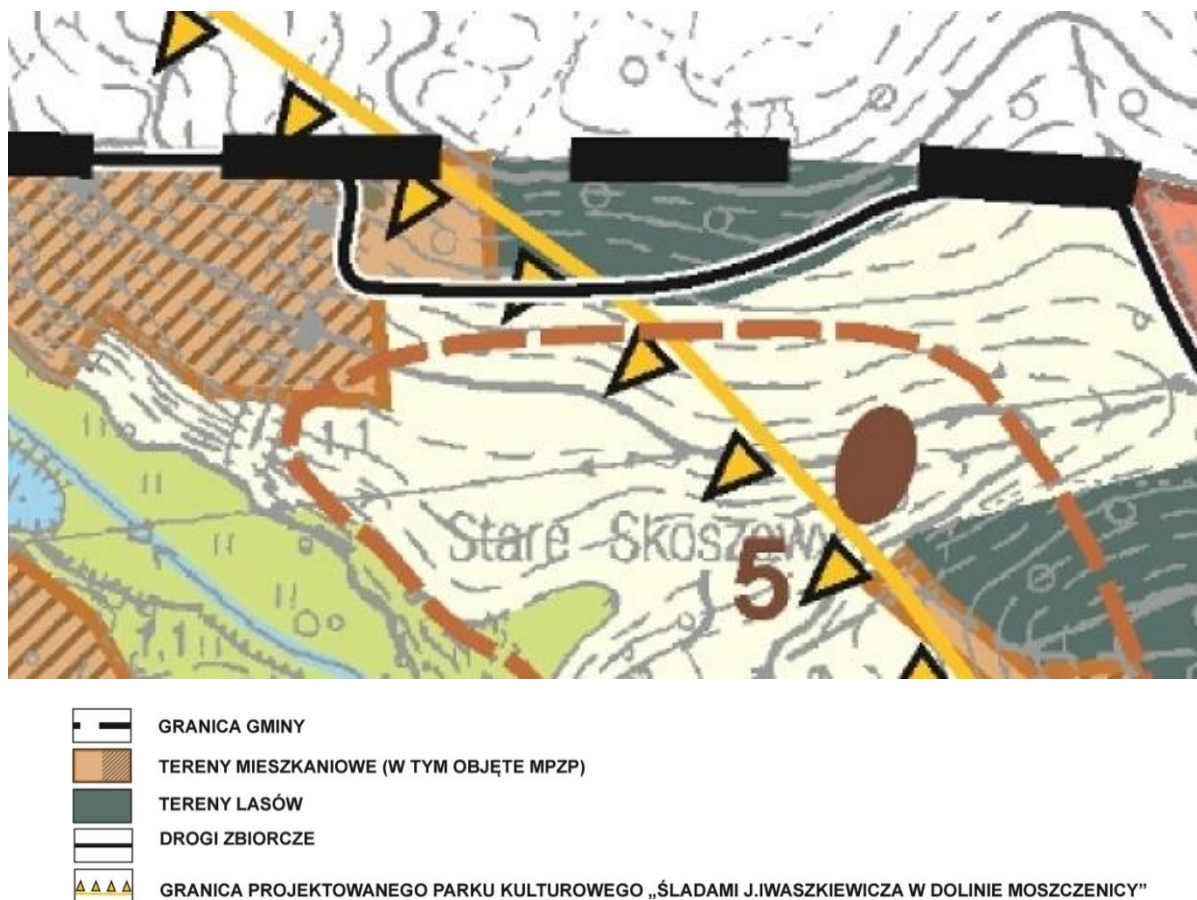 Stare Skoszewy
5
GRANICA GMINY
TERENY MIESZKANIOWE (W TYM OBJĘTE MPZP)
TERENY LASÓW
DROGI ZBIORCZE
GRANICA PROJEKTOWANEGO PARKU KULTUROWEGO „ŚLADAMI J.IWASZKIEWICZA W DOLINIE MOSZCZENICY”